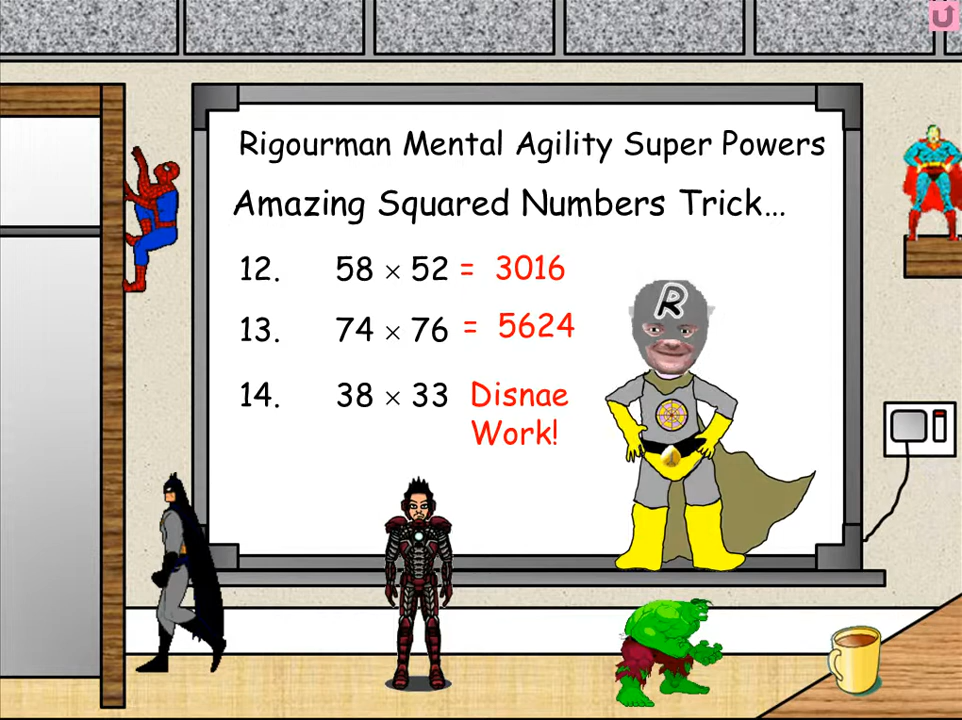 Rigourman Mental Agility Super Powers
Amazing Squared Numbers Trick...
12. 58 × 52 = 3016
13. 74 × 76 = 5624
14. 38 × 33 Disnae
Work!
R